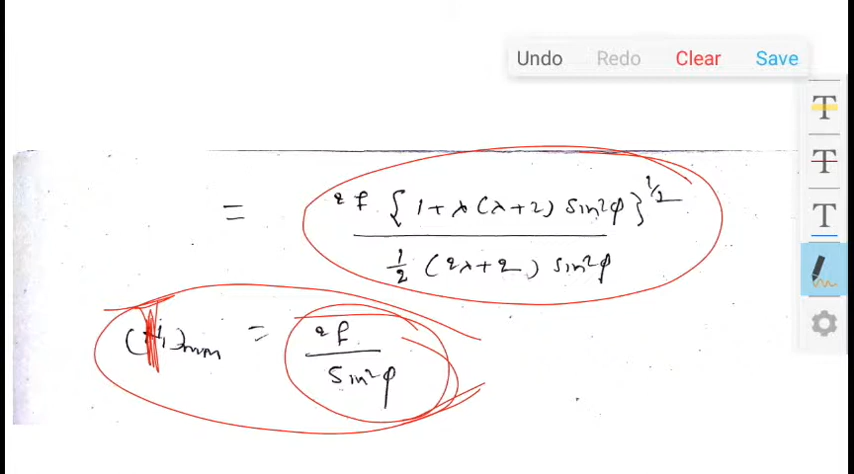 Undo Redo Clear Save
T
T
T
2f {1+λ(λ+2) sin²φ}^1/2
=
1/2 (2λ+2) sin²φ
)min = 2f
sin²φ